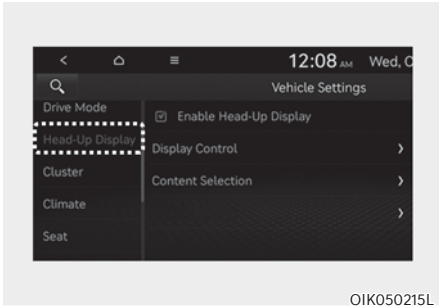 12:08 AM Wed, O
Vehicle Settings
Drive Mode
Enable Head-Up Display
Head-Up Display
Display Control
Cluster
Content Selection
Climate
Seat
OIK050215L